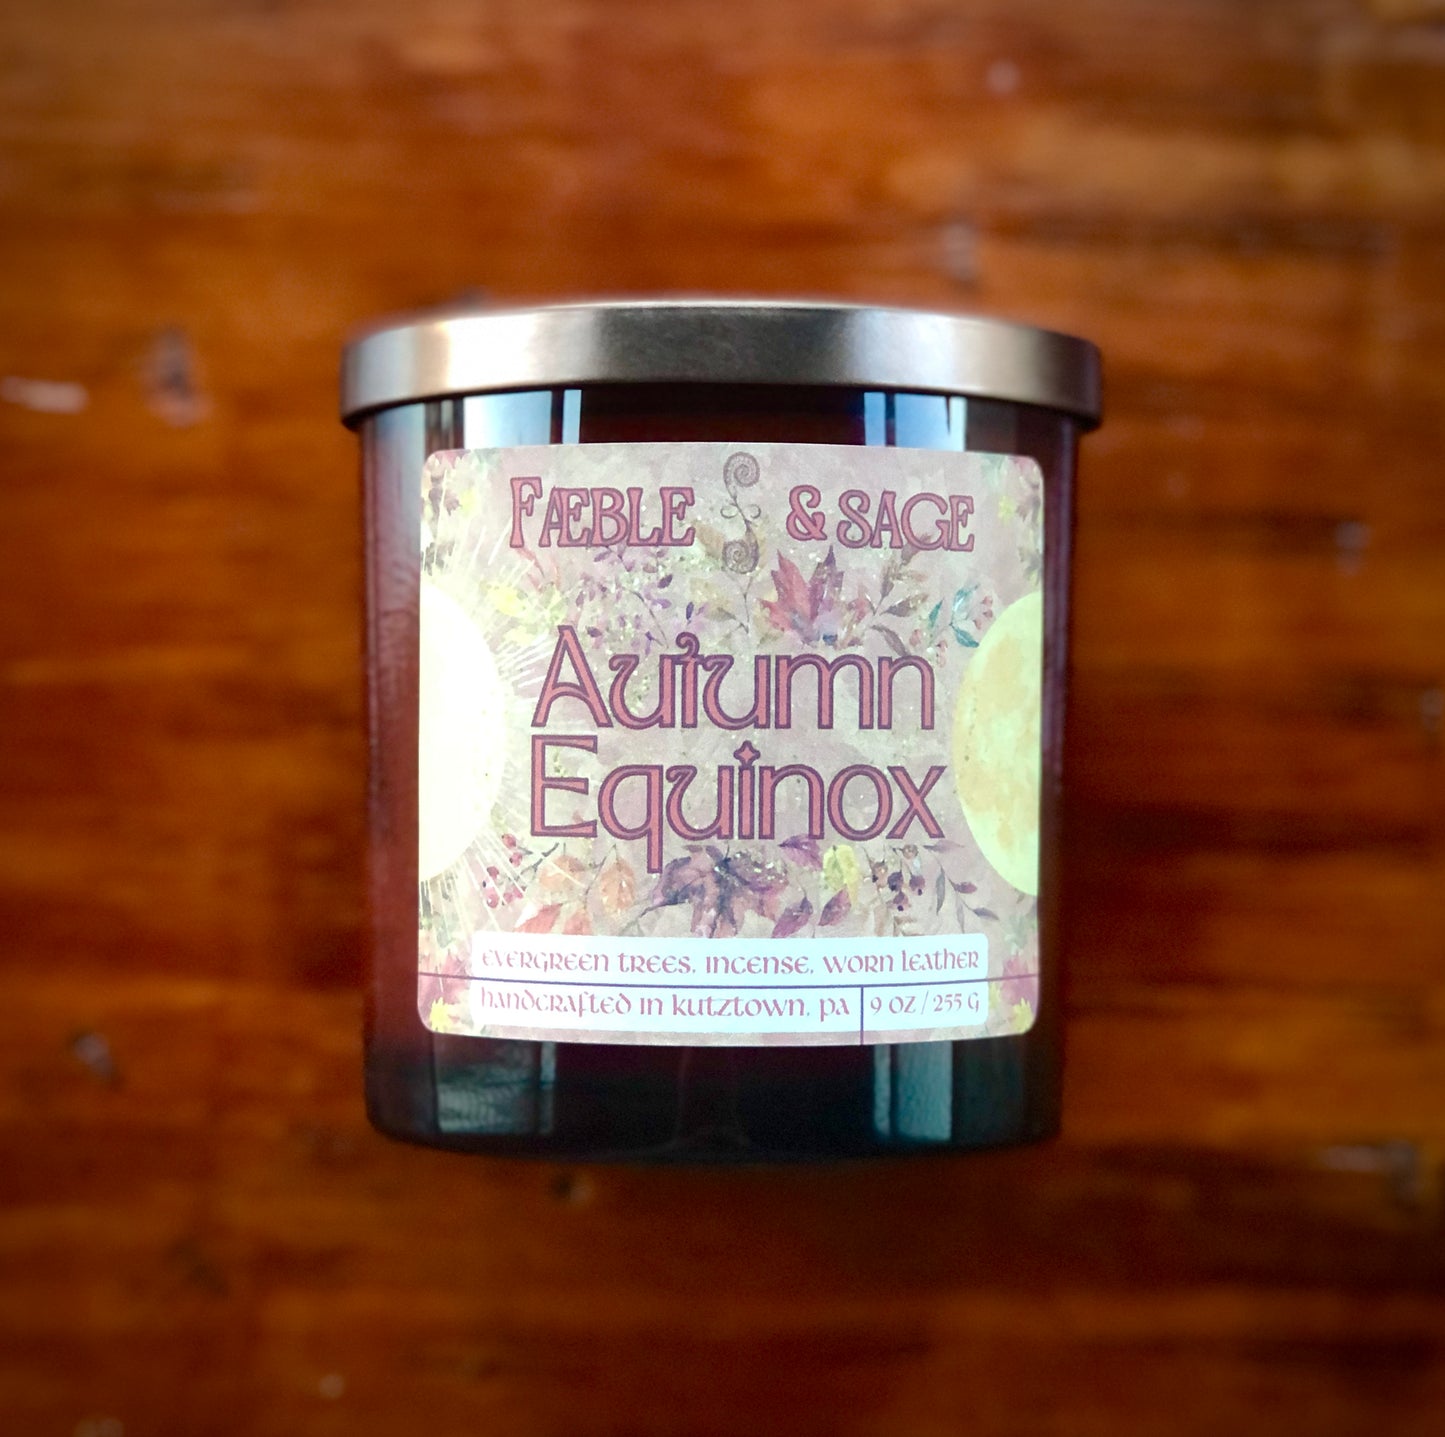 FÆBLE & SAGE
Autumn
Equinox
evergreen trees, incense, worn leather
handcrafted in kutztown, pa 9 oz / 255 g